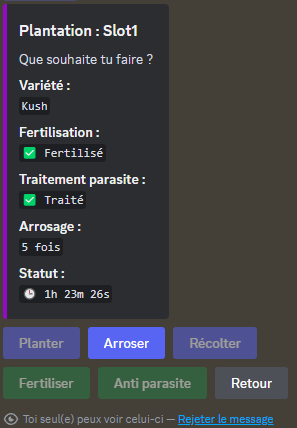 Plantation : Slot1
Que souhaite tu faire ?
Variété :
Kush
Fertilisation :
✅ Fertilisé
Traitement parasite :
✅ Traité
Arrosage :
5 fois
Statut :
🕒 1h 23m 26s
Planter Arroser Récolter
Fertiliser Anti parasite Retour
Toi seul(e) peux voir celui-ci — Rejeter le message